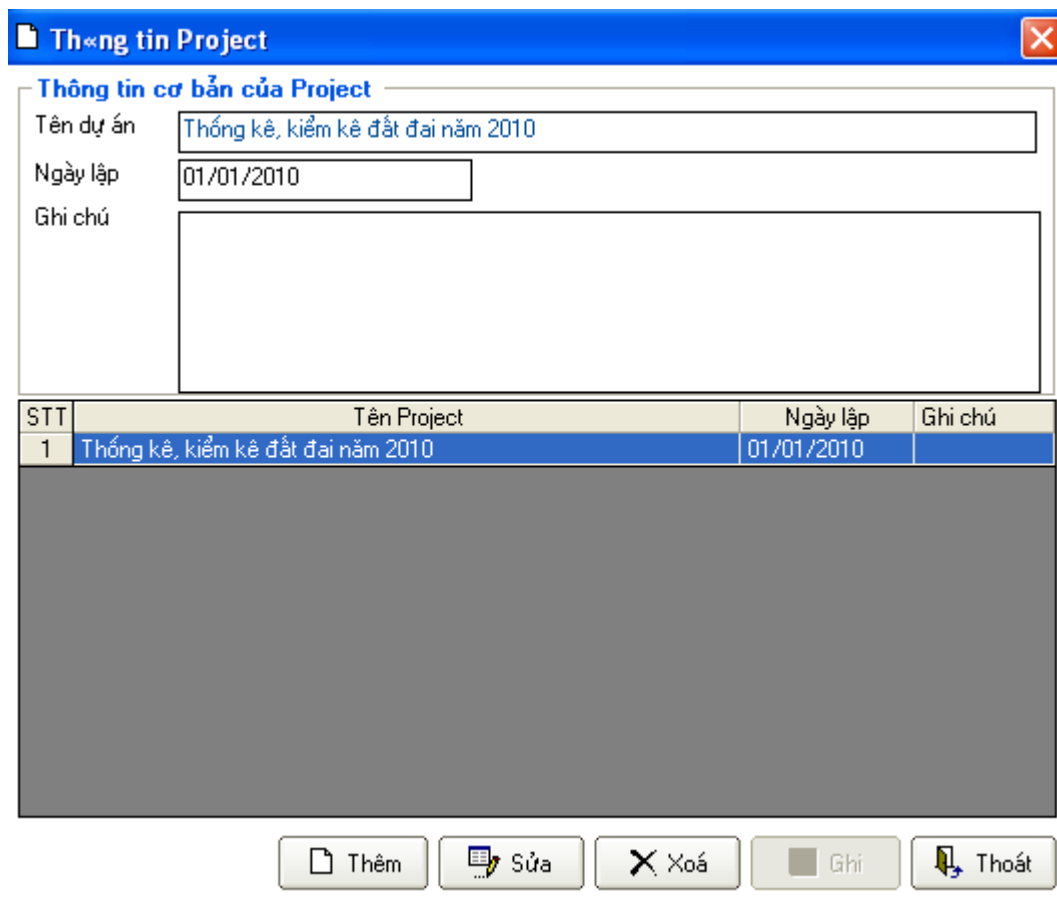 Th«ng tin Project
Thông tin cơ bản của Project
Tên dự án Thống kê, kiểm kê đất đai năm 2010
Ngày lập 01/01/2010
Ghi chú
STT Tên Project Ngày lập Ghi chú
1 Thống kê, kiểm kê đất đai năm 2010 01/01/2010
Thêm Sửa Xoá Ghi Thoát